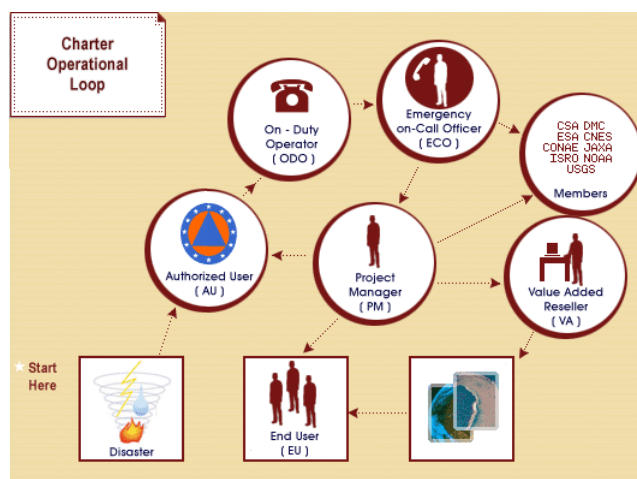 Charter
Operational
Loop
On - Duty
Operator
( ODO )
Emergency
on-Call Officer
( ECO )
CSA DMC
ESA CNES
CONAE JAXA
ISRO NOAA
USGS
Members
Authorized User
( AU )
Project
Manager
( PM )
Value Added
Reseller
( VA )
Start
Here
Disaster
End User
( EU )